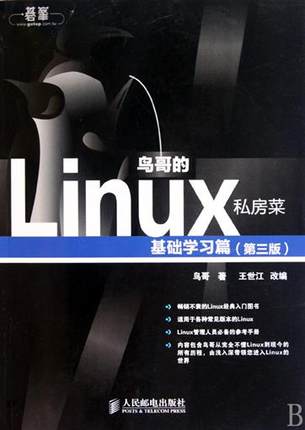 碁峯
www.gotop.com.tw
鸟哥的
Linux
私房菜
基础学习篇（第三版）
鸟哥 著 王世江 改编
畅销不衰的Linux经典入门图书
适用于各种常见版本的Linux
Linux管理人员必备的参考手册
内容包含鸟哥从完全不懂Linux到现今的
所有历程，由浅入深带领您进入Linux的
世界
人民邮电出版社
POSTS & TELECOM PRESS
B